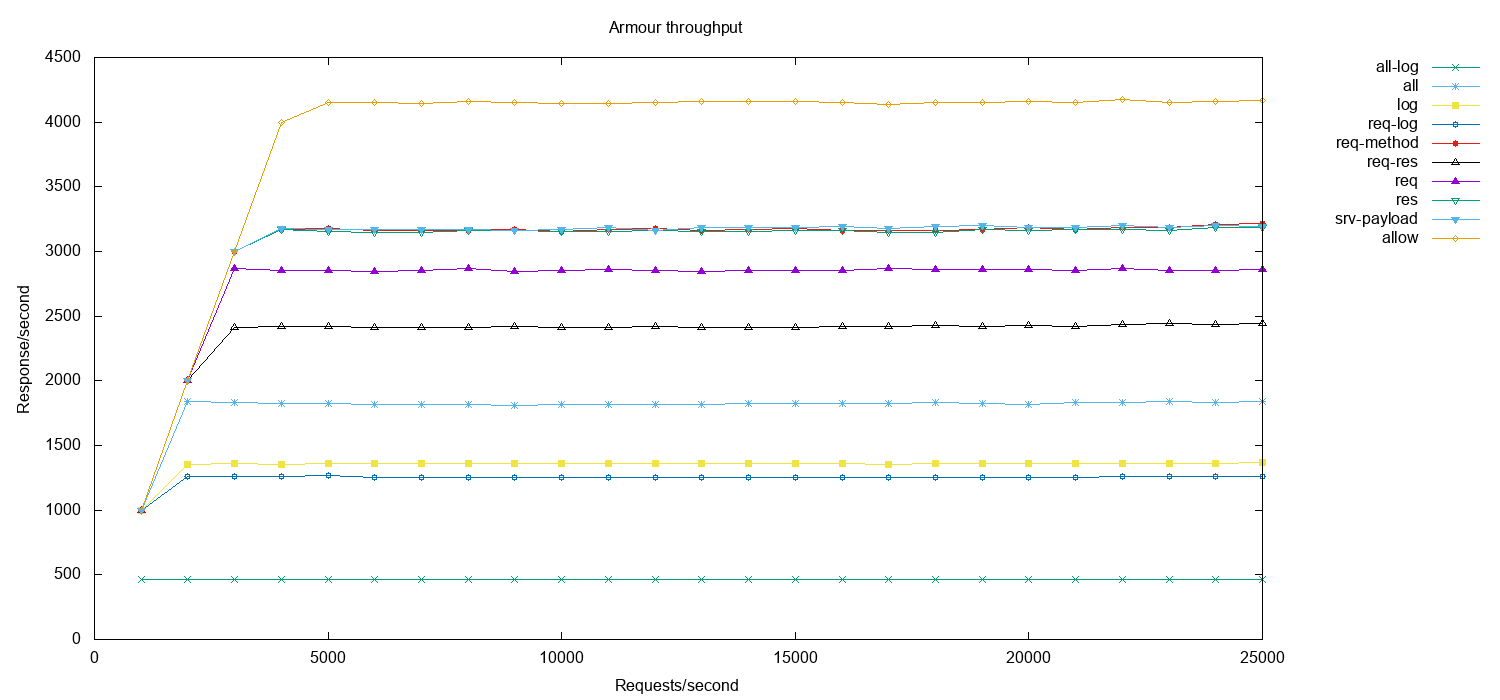 Armour throughput
4500
4000
3500
3000
2500
2000
1500
1000
500
0
Response/second
0 5000 10000 15000 20000 25000
Requests/second
all-log
all
log
req-log
req-method
req-res
req
res
srv-payload
allow